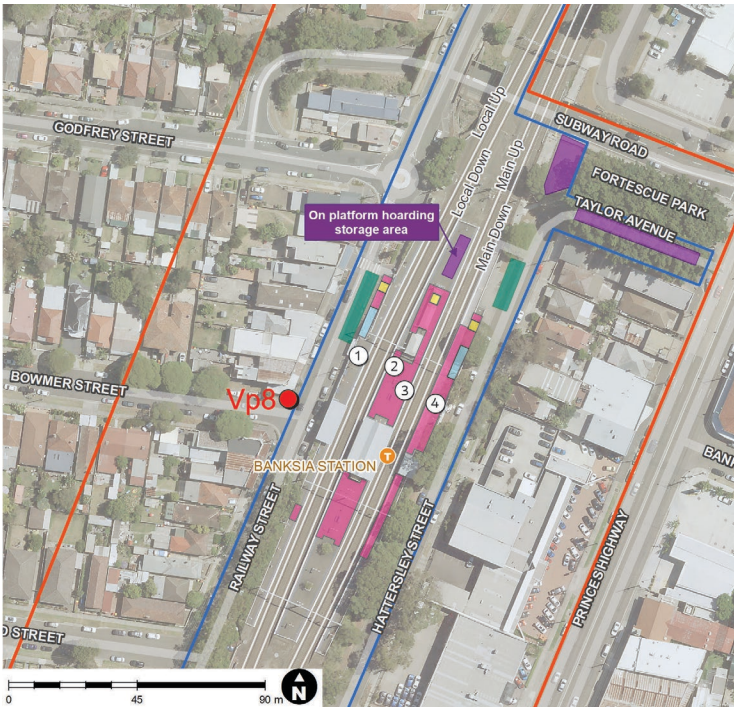 GODFREY STREET
Local Up
Local Down
Main Up
Main Down
SUBWAY ROAD
FORTESCUE PARK
TAYLOR AVENUE
On platform hoarding
storage area
1
2
3
4
BOWMER STREET
Vp8
BANKSIA STATION
T
BANK
RAILWAY STREET
HATTERSLEY STREET
PRINCES HIGHWAY
D STREET
0 45 90 m
N